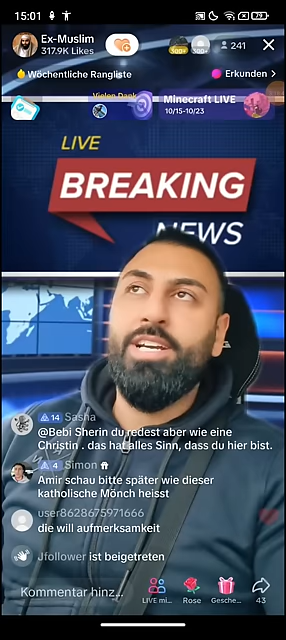 15:01
79
Ex-Muslim
317.9K Likes
300+
241
Wöchentliche Rangliste
Erkunden >
Vielen Dank
Minecraft LIVE
10/15-10/23
LIVE
BREAKING
NEWS
14 Sasha
@Bebi Sherin du redest aber wie eine
Christin . das hat alles Sinn, dass du hier bist.
4 Simon
Amir schau bitte später wie dieser
katholische Mönch heisst
user8628675971666
die will aufmerksamkeit
Jfollower ist beigetreten
Kommentar hinz...
LIVE mi...
Rose
Gesche...
43